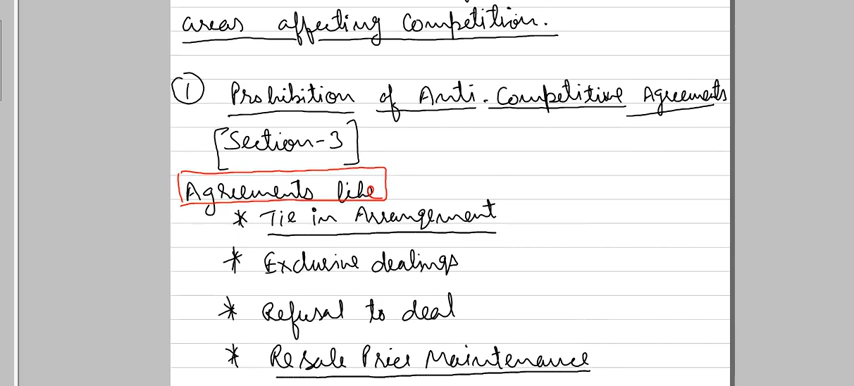 areas affecting Competition.
① Prohibition of Anti-Competitive Agreements
[Section-3]
Agreements like
* Tie in Arrangement
* Exclusive dealings
* Refusal to deal
* Resale Price Maintenance